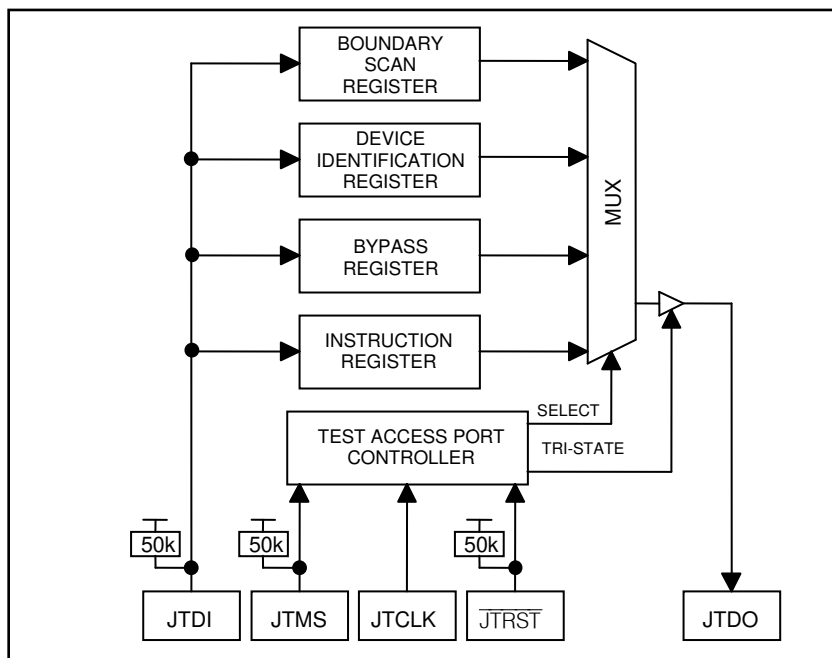 BOUNDARY
SCAN
REGISTER
DEVICE
IDENTIFICATION
REGISTER
BYPASS
REGISTER
INSTRUCTION
REGISTER
MUX
SELECT
TEST ACCESS PORT
CONTROLLER
TRI-STATE
50k
50k
50k
JTDI
JTMS
JTCLK
JTRST
JTDO